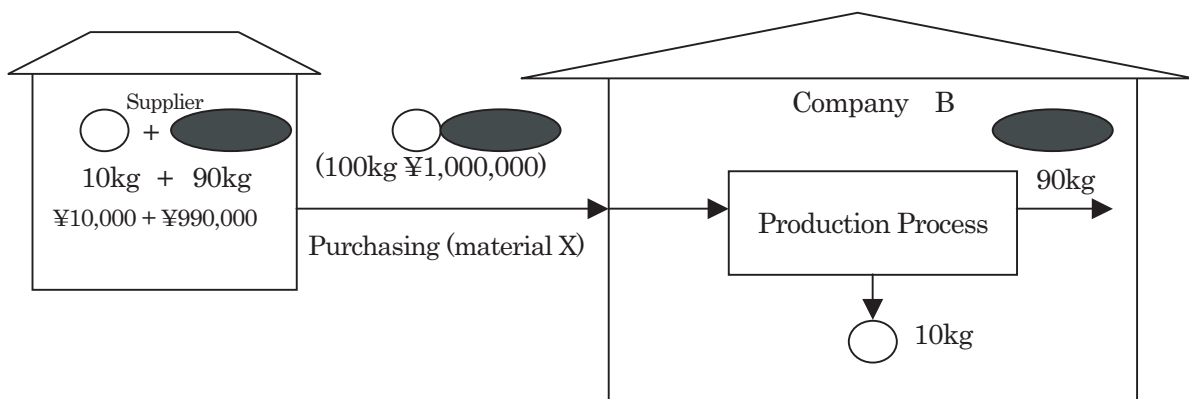 Supplier
+
10kg + 90kg
¥10,000 + ¥990,000
(100kg ¥1,000,000)
Purchasing (material X)
Company B
Production Process
90kg
10kg